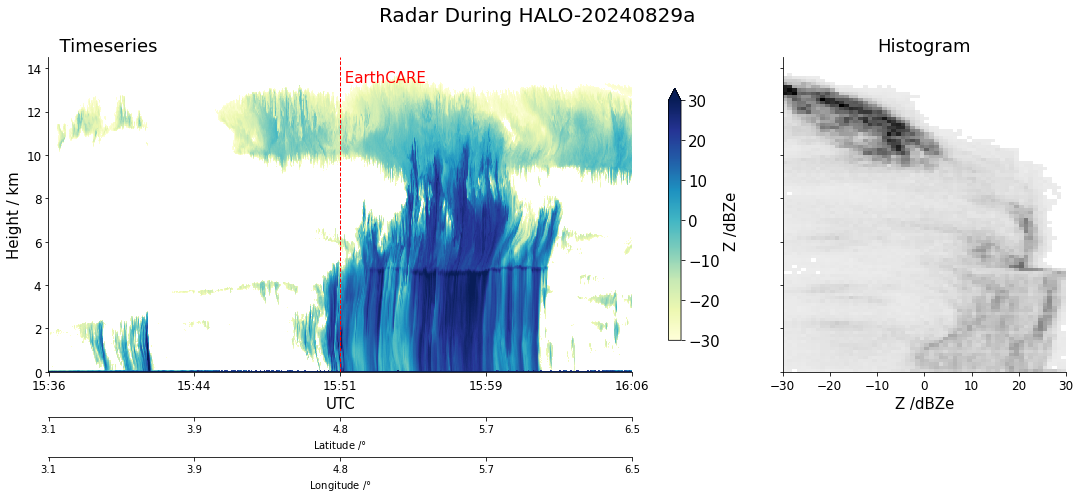 Radar During HALO-20240829a
Timeseries
Histogram
EarthCARE
Height / km
14
12
10
8
6
4
2
0
15:36 15:44 15:51 15:59 16:06
UTC
3.1 3.9 4.8 5.7 6.5
Latitude /°
3.1 3.9 4.8 5.7 6.5
Longitude /°
30
20
10
0
−10
−20
−30
Z /dBZe
−30 −20 −10 0 10 20 30
Z /dBZe